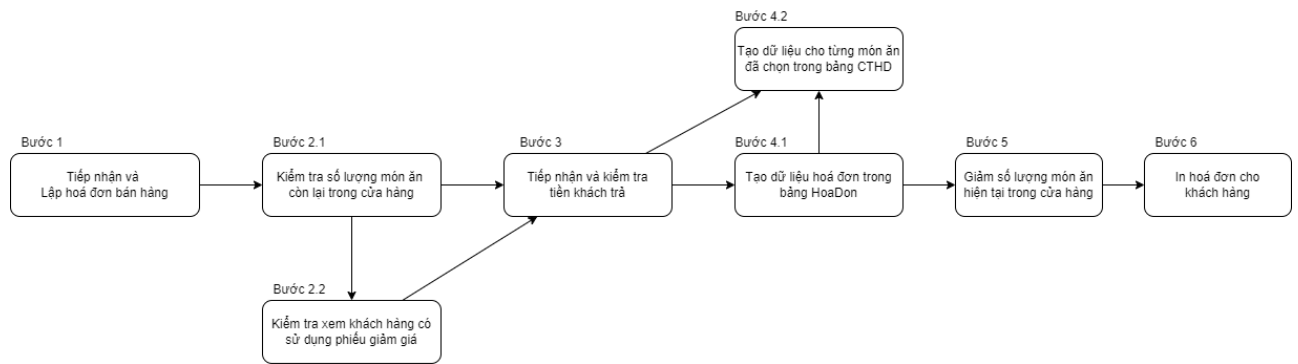 Bước 4.2
Tạo dữ liệu cho từng món ăn
đã chọn trong bảng CTHD
Bước 1
Tiếp nhận và
Lập hoá đơn bán hàng
Bước 2.1
Kiểm tra số lượng món ăn
còn lại trong cửa hàng
Bước 3
Tiếp nhận và kiểm tra
tiền khách trả
Bước 4.1
Tạo dữ liệu hoá đơn trong
bảng HoaDon
Bước 5
Giảm số lượng món ăn
hiện tại trong cửa hàng
Bước 6
In hoá đơn cho
khách hàng
Bước 2.2
Kiểm tra xem khách hàng có
sử dụng phiếu giảm giá